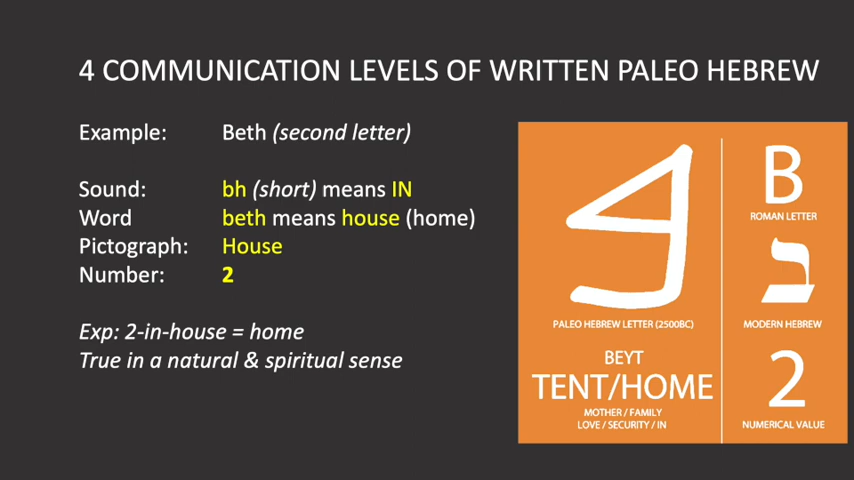 4 COMMUNICATION LEVELS OF WRITTEN PALEO HEBREW
Example: Beth (second letter)
Sound: bh (short) means IN
Word beth means house (home)
Pictograph: House
Number: 2
Exp: 2-in-house = home
True in a natural & spiritual sense
𐤁
PALEO HEBREW LETTER (2500BC)
BEYT
TENT/HOME
MOTHER / FAMILY
LOVE / SECURITY / IN
B
ROMAN LETTER
ב
MODERN HEBREW
2
NUMERICAL VALUE